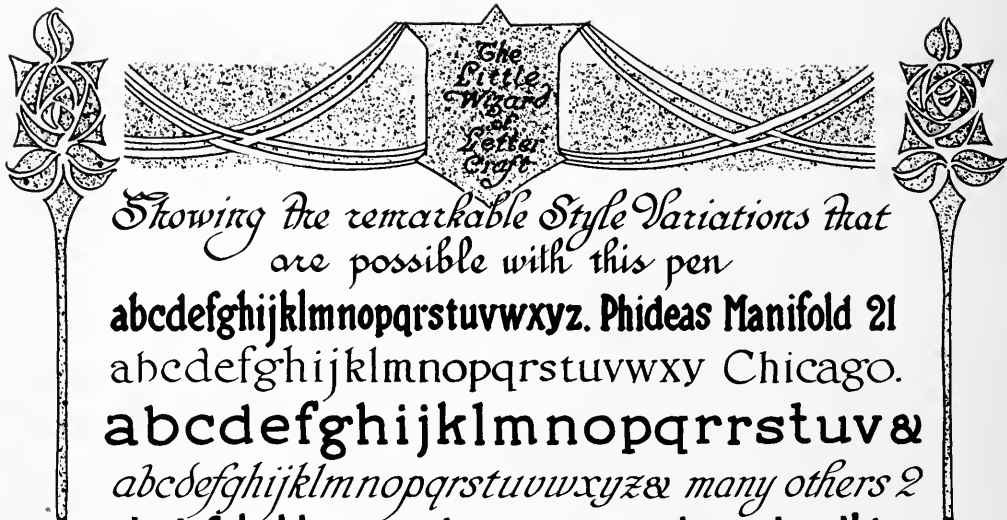 The
Little
Wizard
of
Letter
Craft
Showing the remarkable Style Variations that
are possible with this pen
abcdefghijklmnopqrstuvwxyz. Phideas Manifold 21
abcdefghijklmnopqrstuvwxy Chicago.
abcdefghijklmnopqrrstuv&
abcdefghijklmnopqrstuvwxyz& many others 2